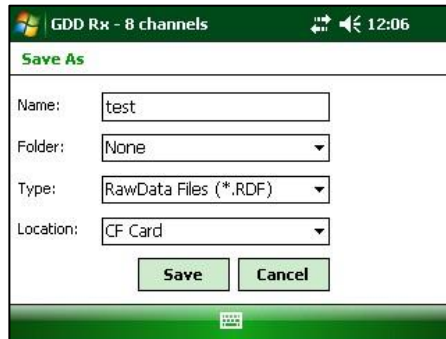 GDD Rx - 8 channels 12:06
Save As
Name: test
Folder: None
Type: RawData Files (*.RDF)
Location: CF Card
Save Cancel